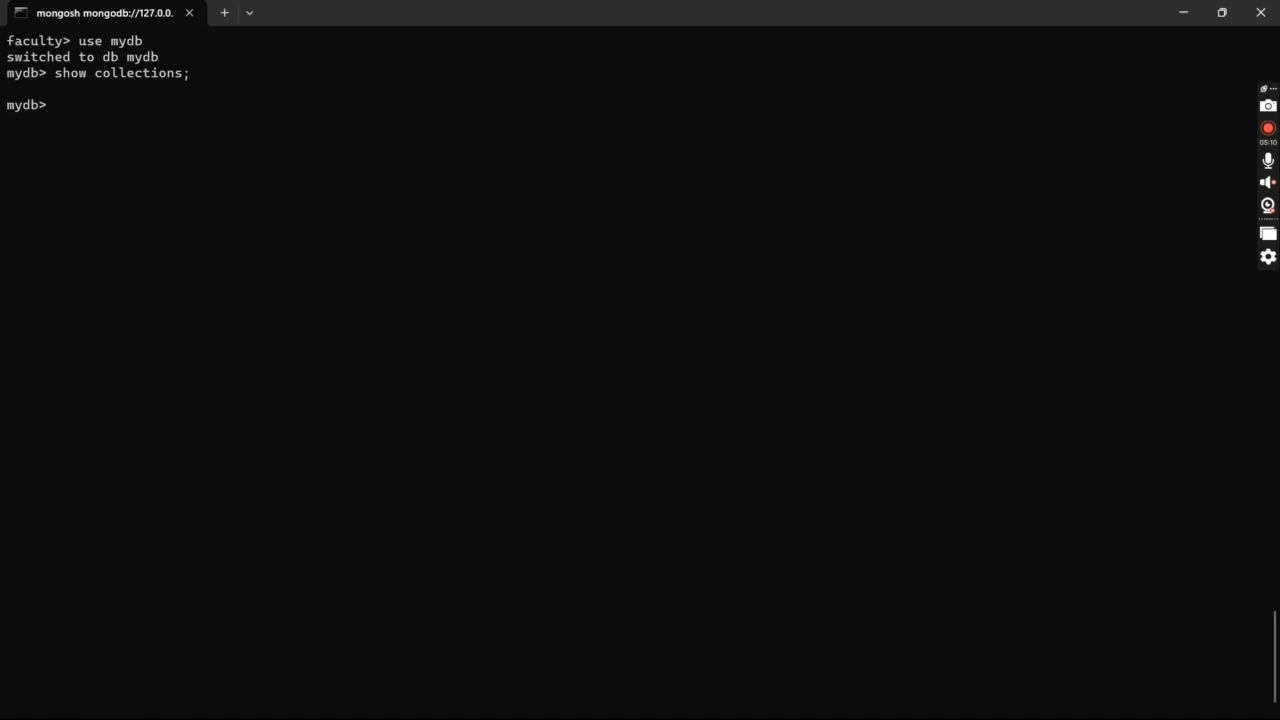 mongosh mongodb://127.0.0.
faculty> use mydb
switched to db mydb
mydb> show collections;
mydb>
05:10